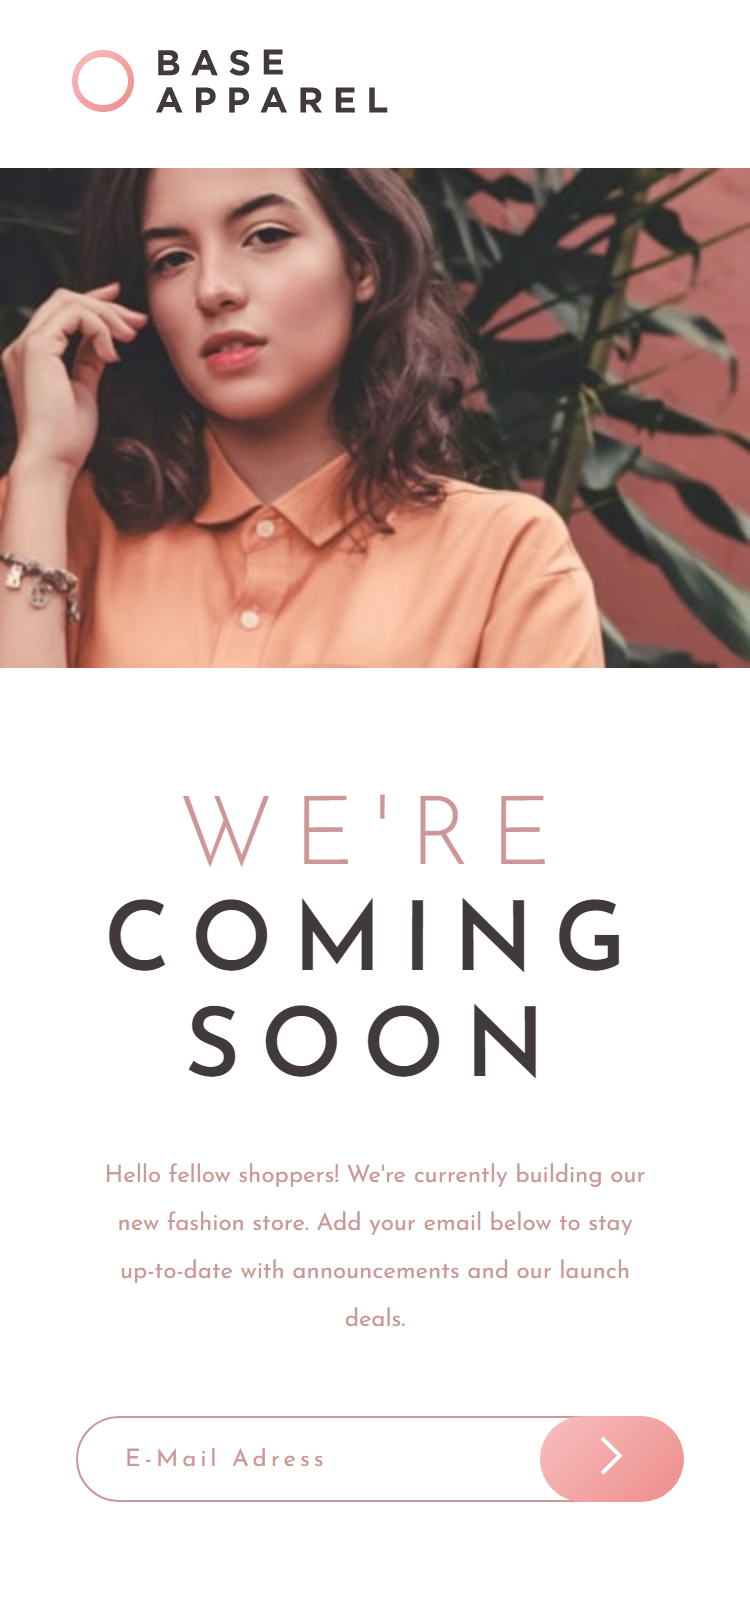 BASE
APPAREL
WE'RE
COMING
SOON
Hello fellow shoppers! We're currently building our
new fashion store. Add your email below to stay
up-to-date with announcements and our launch
deals.
E-Mail Adress